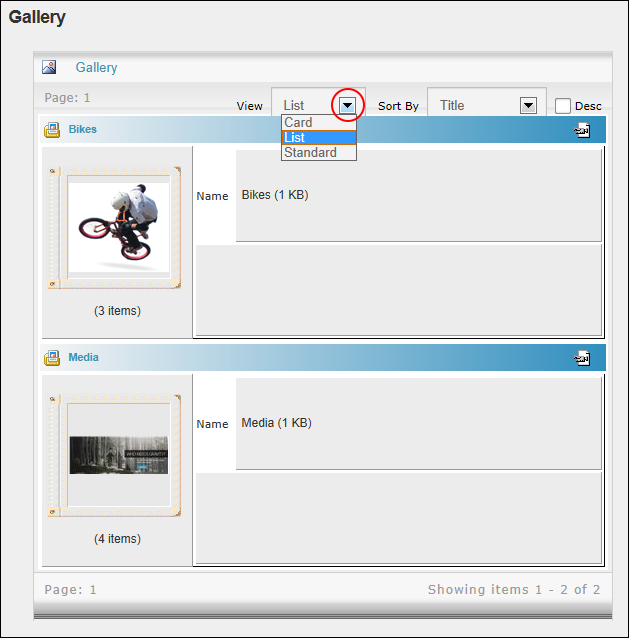 Gallery
Gallery
Page: 1
View List Sort By Title Desc
Card
List
Standard
Bikes
Name Bikes (1 KB)
(3 items)
Media
Name Media (1 KB)
(4 items)
Page: 1 Showing items 1 - 2 of 2